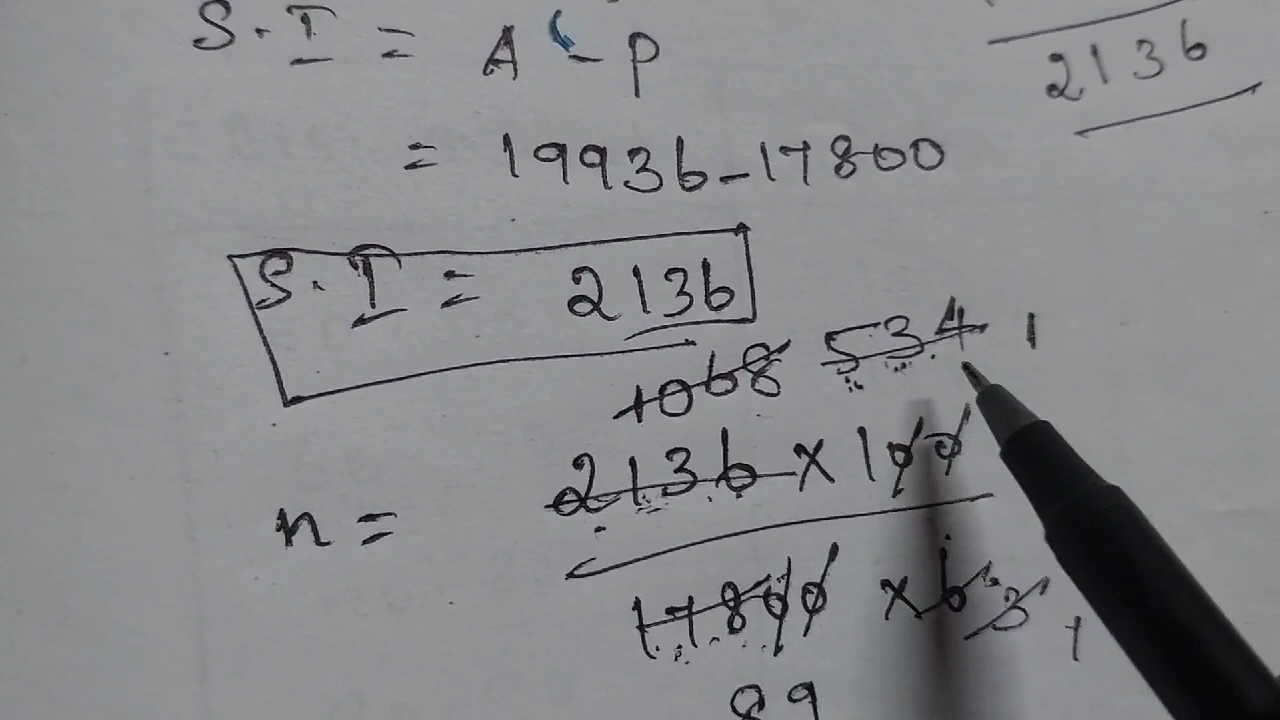 S.I = A - P
2136
= 19936-17800
S.I = 2136
1068 534 1
2136 x 100
n =
17800 x 6 3 1
89